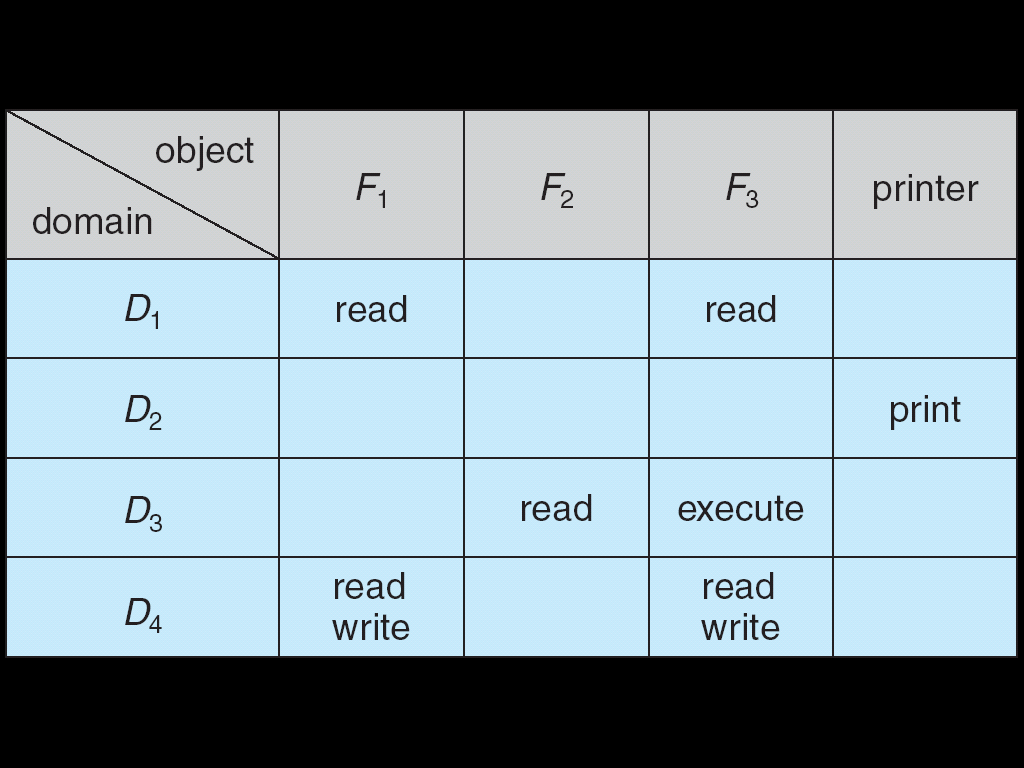 object
domain
F1 F2 F3 printer
D1 read read
D2 print
D3 read execute
D4 read write read write